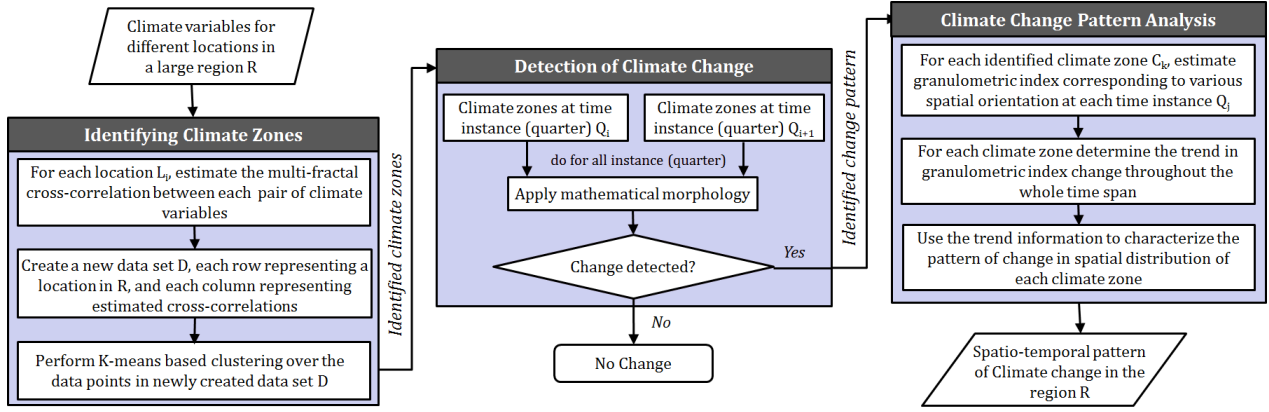 Climate variables for
different locations in
a large region R
Identifying Climate Zones
For each location Li, estimate the multi-fractal
cross-correlation between each pair of climate
variables
Create a new data set D, each row representing a
location in R, and each column representing
estimated cross-correlations
Perform K-means based clustering over the
data points in newly created data set D
Identified climate zones
Detection of Climate Change
Climate zones at time
instance (quarter) Qi
Climate zones at time
instance (quarter) Qi+1
do for all instance (quarter)
Apply mathematical morphology
Change detected?
Yes
No
No Change
Identified change pattern
Climate Change Pattern Analysis
For each identified climate zone Ck, estimate
granulometric index corresponding to various
spatial orientation at each time instance Qj
For each climate zone determine the trend in
granulometric index change throughout the
whole time span
Use the trend information to characterize the
pattern of change in spatial distribution of
each climate zone
Spatio-temporal pattern
of Climate change in the
region R